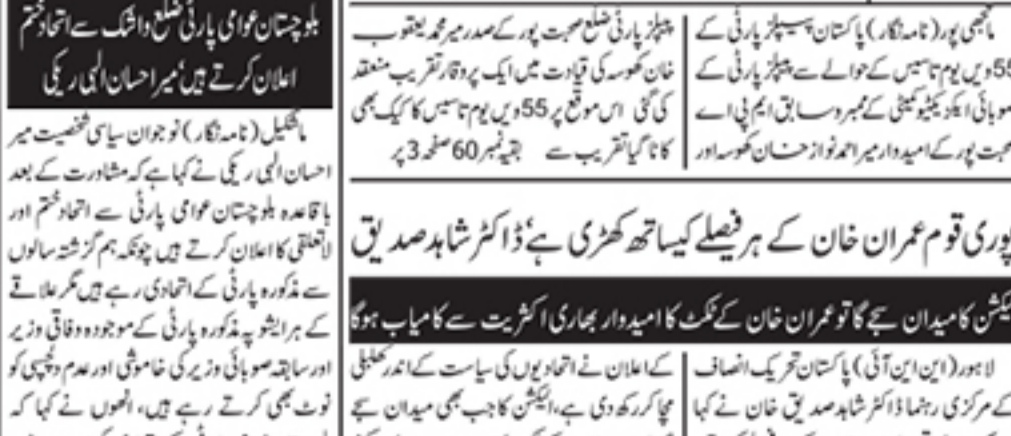 مانجھی پور (نامہ نگار) پاکستان پیپلز پارٹی کے
55 ویں یوم تاسیس کے حوالے سے پیپلز پارٹی کے
صوبائی ایگزیکٹیو کمیٹی کے ممبر و سابق ایم پی اے
صحبت پور کے امیدوار میر احمد نواز خان کھوسہ اور
پیپلز پارٹی ضلع صحبت پور کے صدر میر محمد یعقوب
خان کھوسہ کی قیادت میں ایک پروقار تقریب منعقد
کی گئی اس موقع پر 55 ویں یوم تاسیس کا کیک بھی
کاٹا گیا تقریب سے بقیہ نمبر 60 صفحہ 3 پر
پوری قوم عمران خان کے ہر فیصلے کیساتھ کھڑی ہے، ڈاکٹر شاہد صدیق
الیکشن کا میدان سجے گا تو عمران خان کے ٹکٹ کا امیدوار بھاری اکثریت سے کامیاب ہوگا
لاہور (این این آئی) پاکستان تحریک انصاف
کے مرکزی رہنما ڈاکٹر شاہد صدیق خان نے کہا
کے اعلان نے اتحادیوں کی سیاست کے اندر کھلبلی
مچا کر رکھ دی ہے، الیکشن کا جب بھی میدان سجے
بلوچستان عوامی پارٹی ضلع واشک سے اتحاد ختم
اعلان کرتے ہیں، میر احسان الہی ریکی
ماشکیل (نامہ نگار) نوجوان سیاسی شخصیت میر
احسان الہی ریکی نے کہا ہے کہ مشاورت کے بعد
باقاعدہ بلوچستان عوامی پارٹی سے اتحاد ختم اور
لاتعلقی کا اعلان کرتے ہیں چونکہ ہم گزشتہ سالوں
سے مذکورہ پارٹی کے اتحادی رہے ہیں مگر علاقے
کے ہر ایشو پہ مذکورہ پارٹی کے موجودہ وفاقی وزیر
اور سابقہ صوبائی وزیر کی خاموشی اور عدم دلچسپی کو
نوٹ بھی کرتے رہے ہیں، انھوں نے کہا کہ